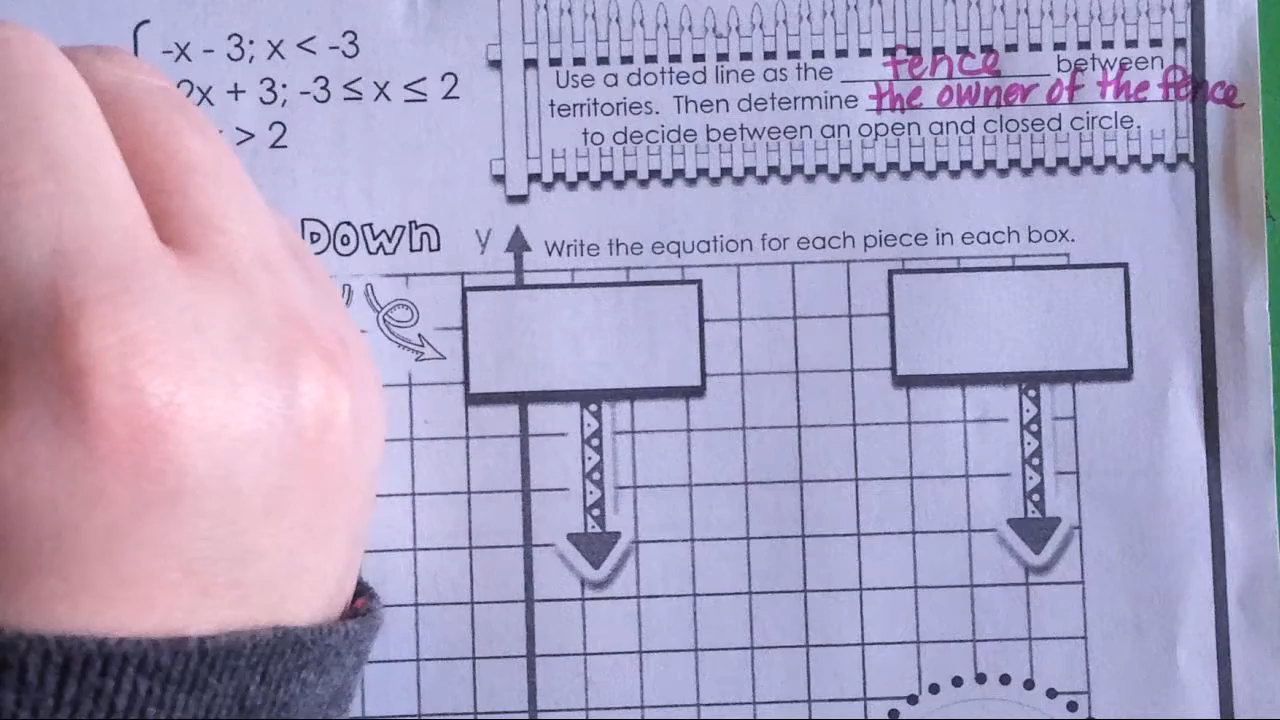 -x - 3; x < -3
2x + 3; -3 ≤ x ≤ 2
> 2
Use a dotted line as the fence between
territories. Then determine the owner of the fence
to decide between an open and closed circle.
Down
y
Write the equation for each piece in each box.